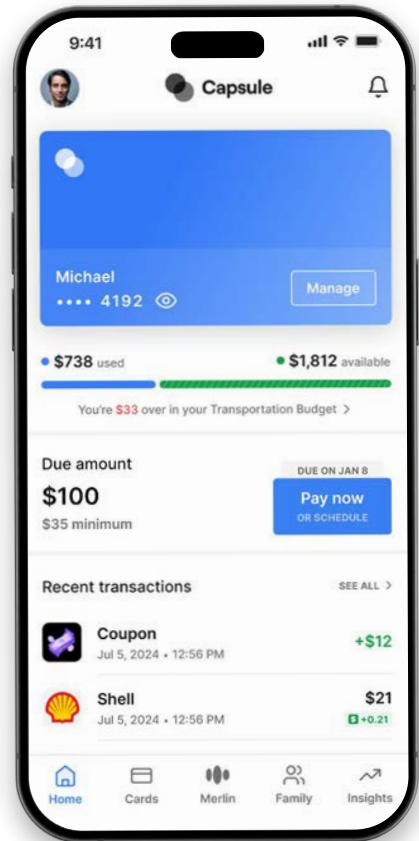 9:41
Capsule
Michael
•••• 4192
Manage
$738 used
$1,812 available
You're $33 over in your Transportation Budget >
Due amount
DUE ON JAN 8
$100
$35 minimum
Pay now
OR SCHEDULE
Recent transactions
SEE ALL >
Coupon
Jul 5, 2024 • 12:56 PM
+$12
Shell
Jul 5, 2024 • 12:56 PM
$21
$ +0.21
Home
Cards
Merlin
Family
Insights